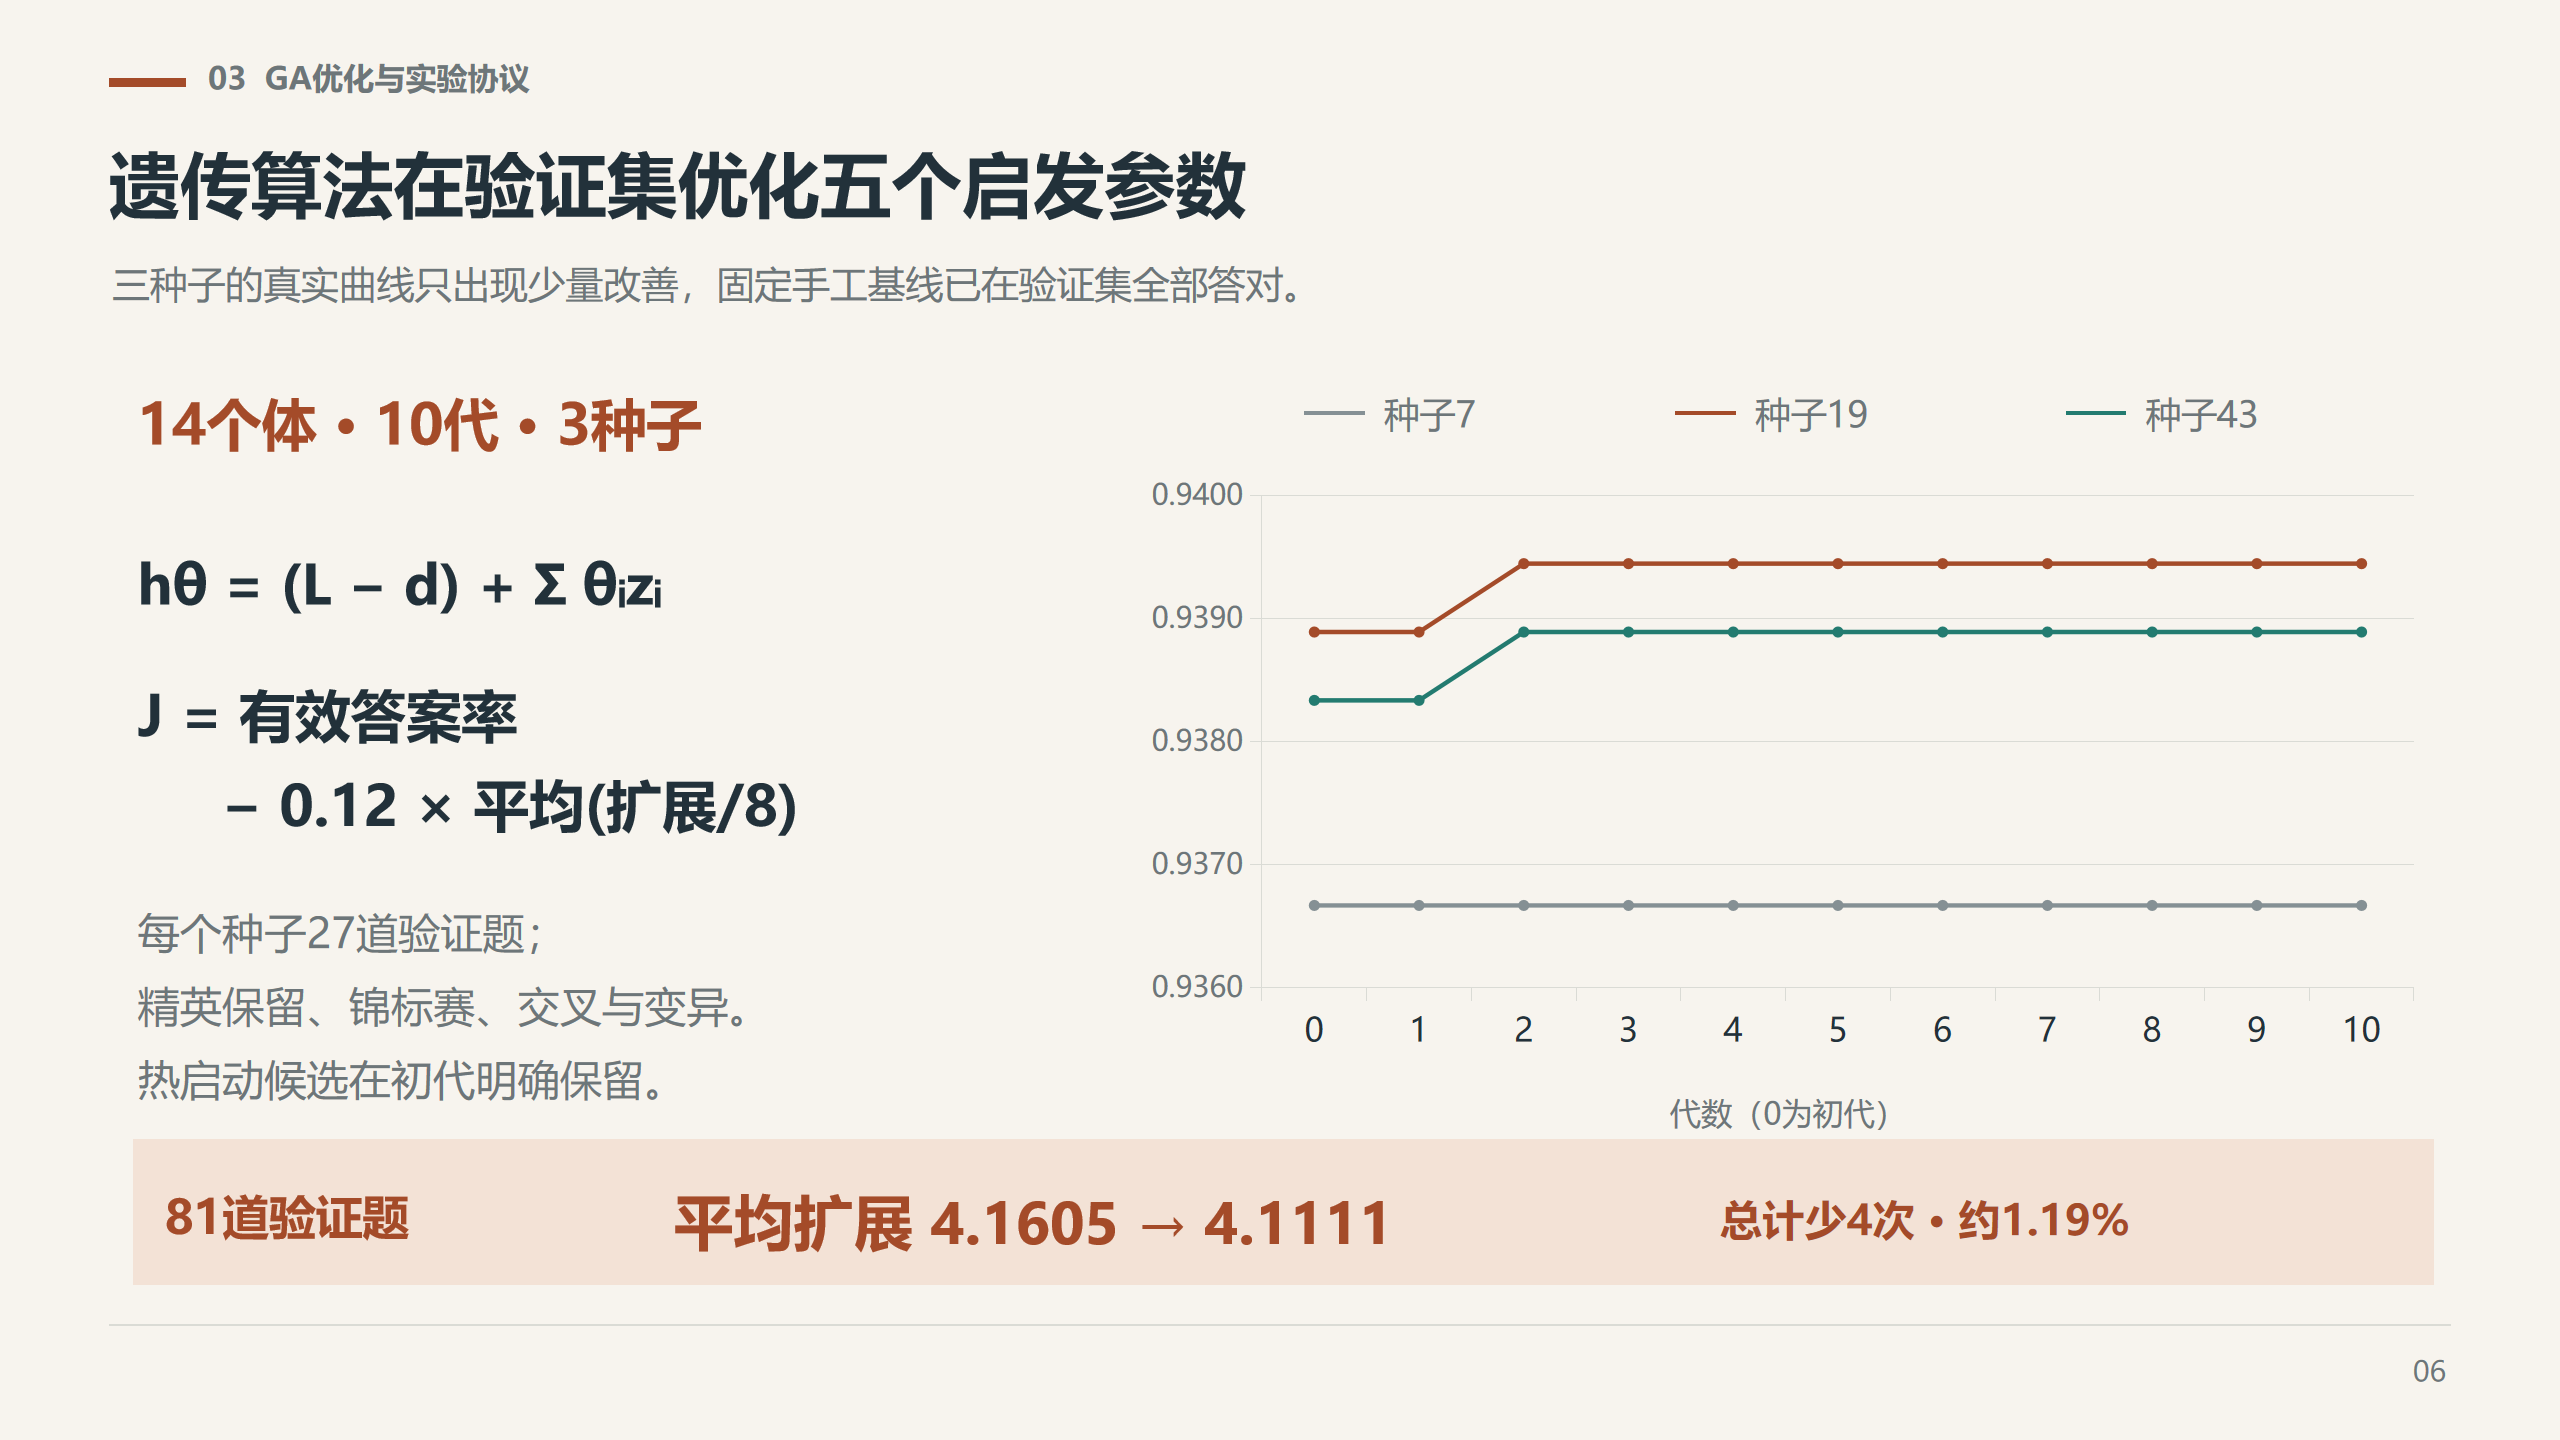 03 GA优化与实验协议
遗传算法在验证集优化五个启发参数
三种子的真实曲线只出现少量改善，固定手工基线已在验证集全部答对。
14个体・10代・3种子
hθ = (L − d) + Σ θᵢzᵢ
J = 有效答案率
− 0.12 × 平均(扩展/8)
每个种子27道验证题；
精英保留、锦标赛、交叉与变异。
热启动候选在初代明确保留。
种子7 种子19 种子43
0.9400
0.9390
0.9380
0.9370
0.9360
0 1 2 3 4 5 6 7 8 9 10
代数（0为初代）
81道验证题 平均扩展 4.1605 → 4.1111 总计少4次・约1.19%
06